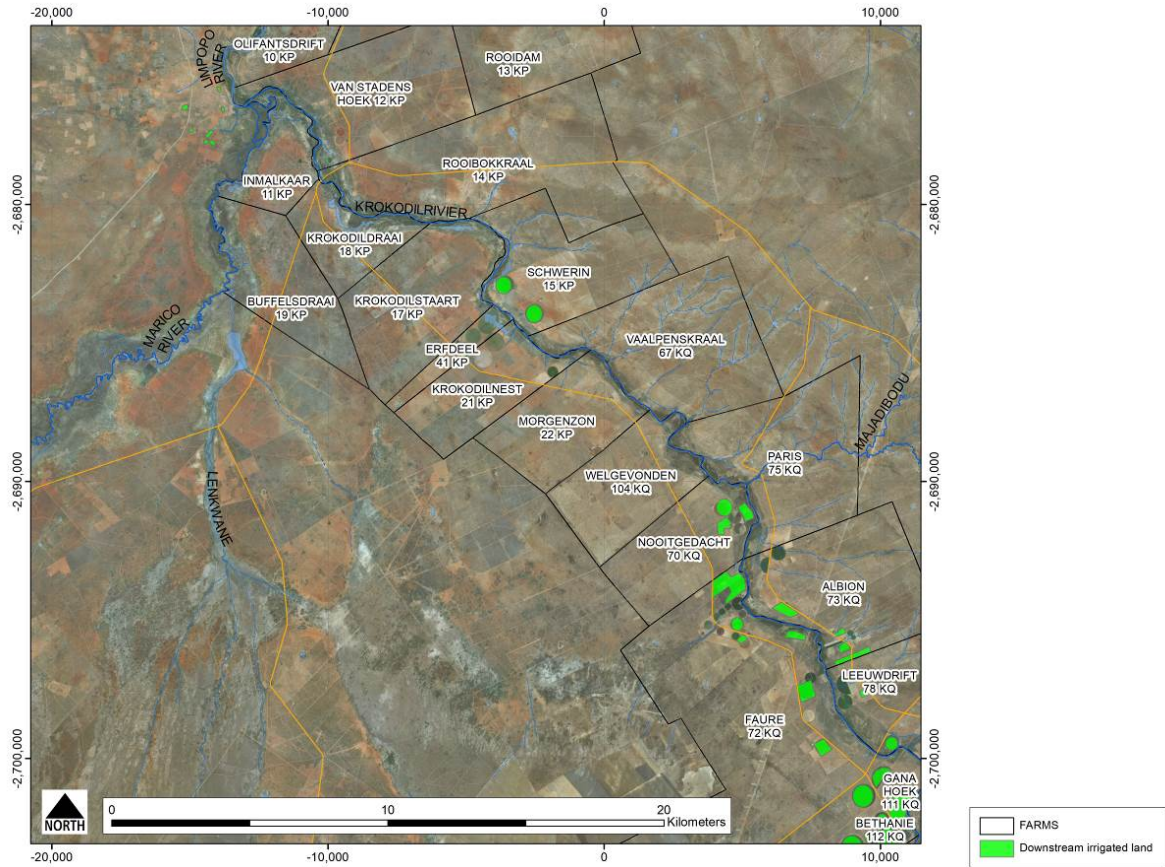 -20,000
-10,000
0
10,000
OLIFANTSDRIFT
10 KP
LIMPOPO
RIVER
ROOIDAM
13 KP
VAN STADENS
HOEK 12 KP
ROOIBOKKRAAL
14 KP
INMALKAAR
11 KP
-2,680,000
-2,680,000
KROKODILRIVIER
KROKODILDRAAI
18 KP
SCHWERIN
15 KP
BUFFELSDRAAI
19 KP
KROKODILSTAART
17 KP
MARICO
RIVER
VAALPENSKRAAL
67 KQ
ERFDEEL
41 KP
KROKODILNEST
21 KP
MORGENZON
22 KP
MAJADIBODU
PARIS
75 KQ
WELGEVONDEN
104 KQ
-2,690,000
-2,690,000
LENKWANE
NOOITGEDACHT
70 KQ
ALBION
73 KQ
LEEUWDRIFT
78 KQ
FAURE
72 KQ
-2,700,000
-2,700,000
GANA
HOEK
111 KQ
BETHANIE
112 KQ
NORTH
0
10
20
Kilometers
-20,000
-10,000
0
10,000
FARMS
Downstream irrigated land